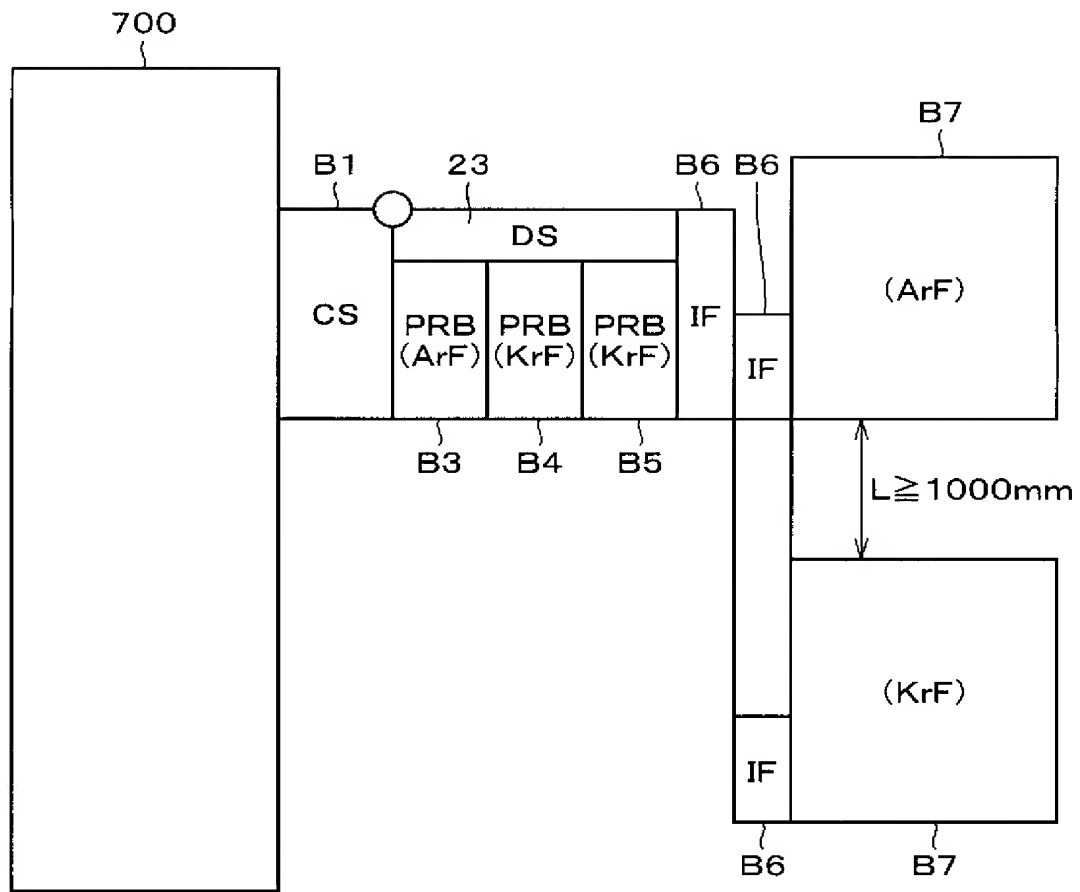 700
B7
B1
23
B6
B6
DS
(ArF)
CS
PRB
(ArF)
PRB
(KrF)
PRB
(KrF)
IF
IF
B3
B4
B5
L≧1000mm
(KrF)
IF
B6
B7